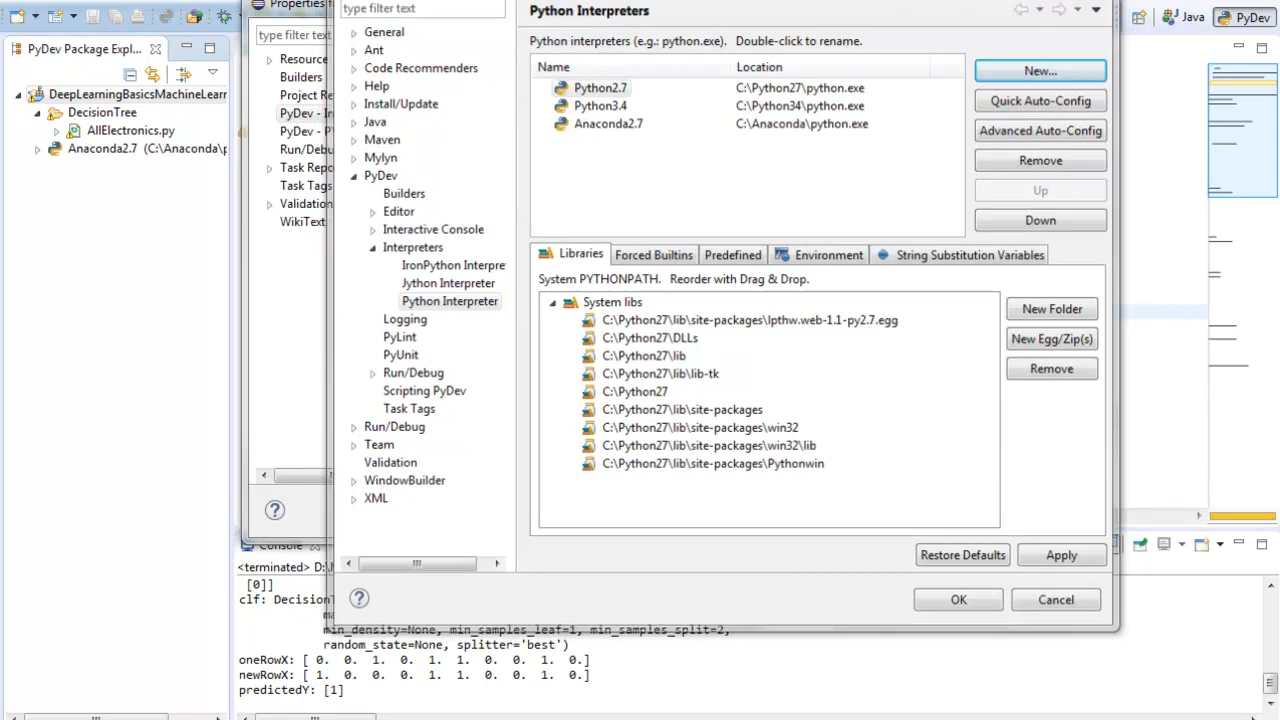 Java
PyDev
PyDev Package Expl...
DeepLearningBasicsMachineLearn
DecisionTree
AllElectronics.py
Anaconda2.7 (C:\Anaconda\p
Properties f
type filter text
Resource
Builders
Project Re
PyDev - In
PyDev - P
Run/Debu
Task Repo
Task Tags
Validation
WikiText
type filter text
General
Ant
Code Recommenders
Help
Install/Update
Java
Maven
Mylyn
PyDev
Builders
Editor
Interactive Console
Interpreters
IronPython Interpre
Jython Interpreter
Python Interpreter
Logging
PyLint
PyUnit
Run/Debug
Scripting PyDev
Task Tags
Run/Debug
Team
Validation
WindowBuilder
XML
Python Interpreters
Python interpreters (e.g.: python.exe). Double-click to rename.
Name Location
Python2.7 C:\Python27\python.exe
Python3.4 C:\Python34\python.exe
Anaconda2.7 C:\Anaconda\python.exe
New...
Quick Auto-Config
Advanced Auto-Config
Remove
Up
Down
Libraries Forced Builtins Predefined Environment String Substitution Variables
System PYTHONPATH. Reorder with Drag & Drop.
System libs
C:\Python27\lib\site-packages\lpthw.web-1.1-py2.7.egg
C:\Python27\DLLs
C:\Python27\lib
C:\Python27\lib\lib-tk
C:\Python27
C:\Python27\lib\site-packages
C:\Python27\lib\site-packages\win32
C:\Python27\lib\site-packages\win32\lib
C:\Python27\lib\site-packages\Pythonwin
New Folder
New Egg/Zip(s)
Remove
Restore Defaults Apply
OK Cancel
Console
<terminated> D:\
[0]]
clf: DecisionT
min_density=None, min_samples_leaf=1, min_samples_split=2,
random_state=None, splitter='best')
oneRowX: [ 0. 0. 1. 0. 1. 1. 0. 0. 1. 0.]
newRowX: [ 1. 0. 0. 0. 1. 1. 0. 0. 1. 0.]
predictedY: [1]